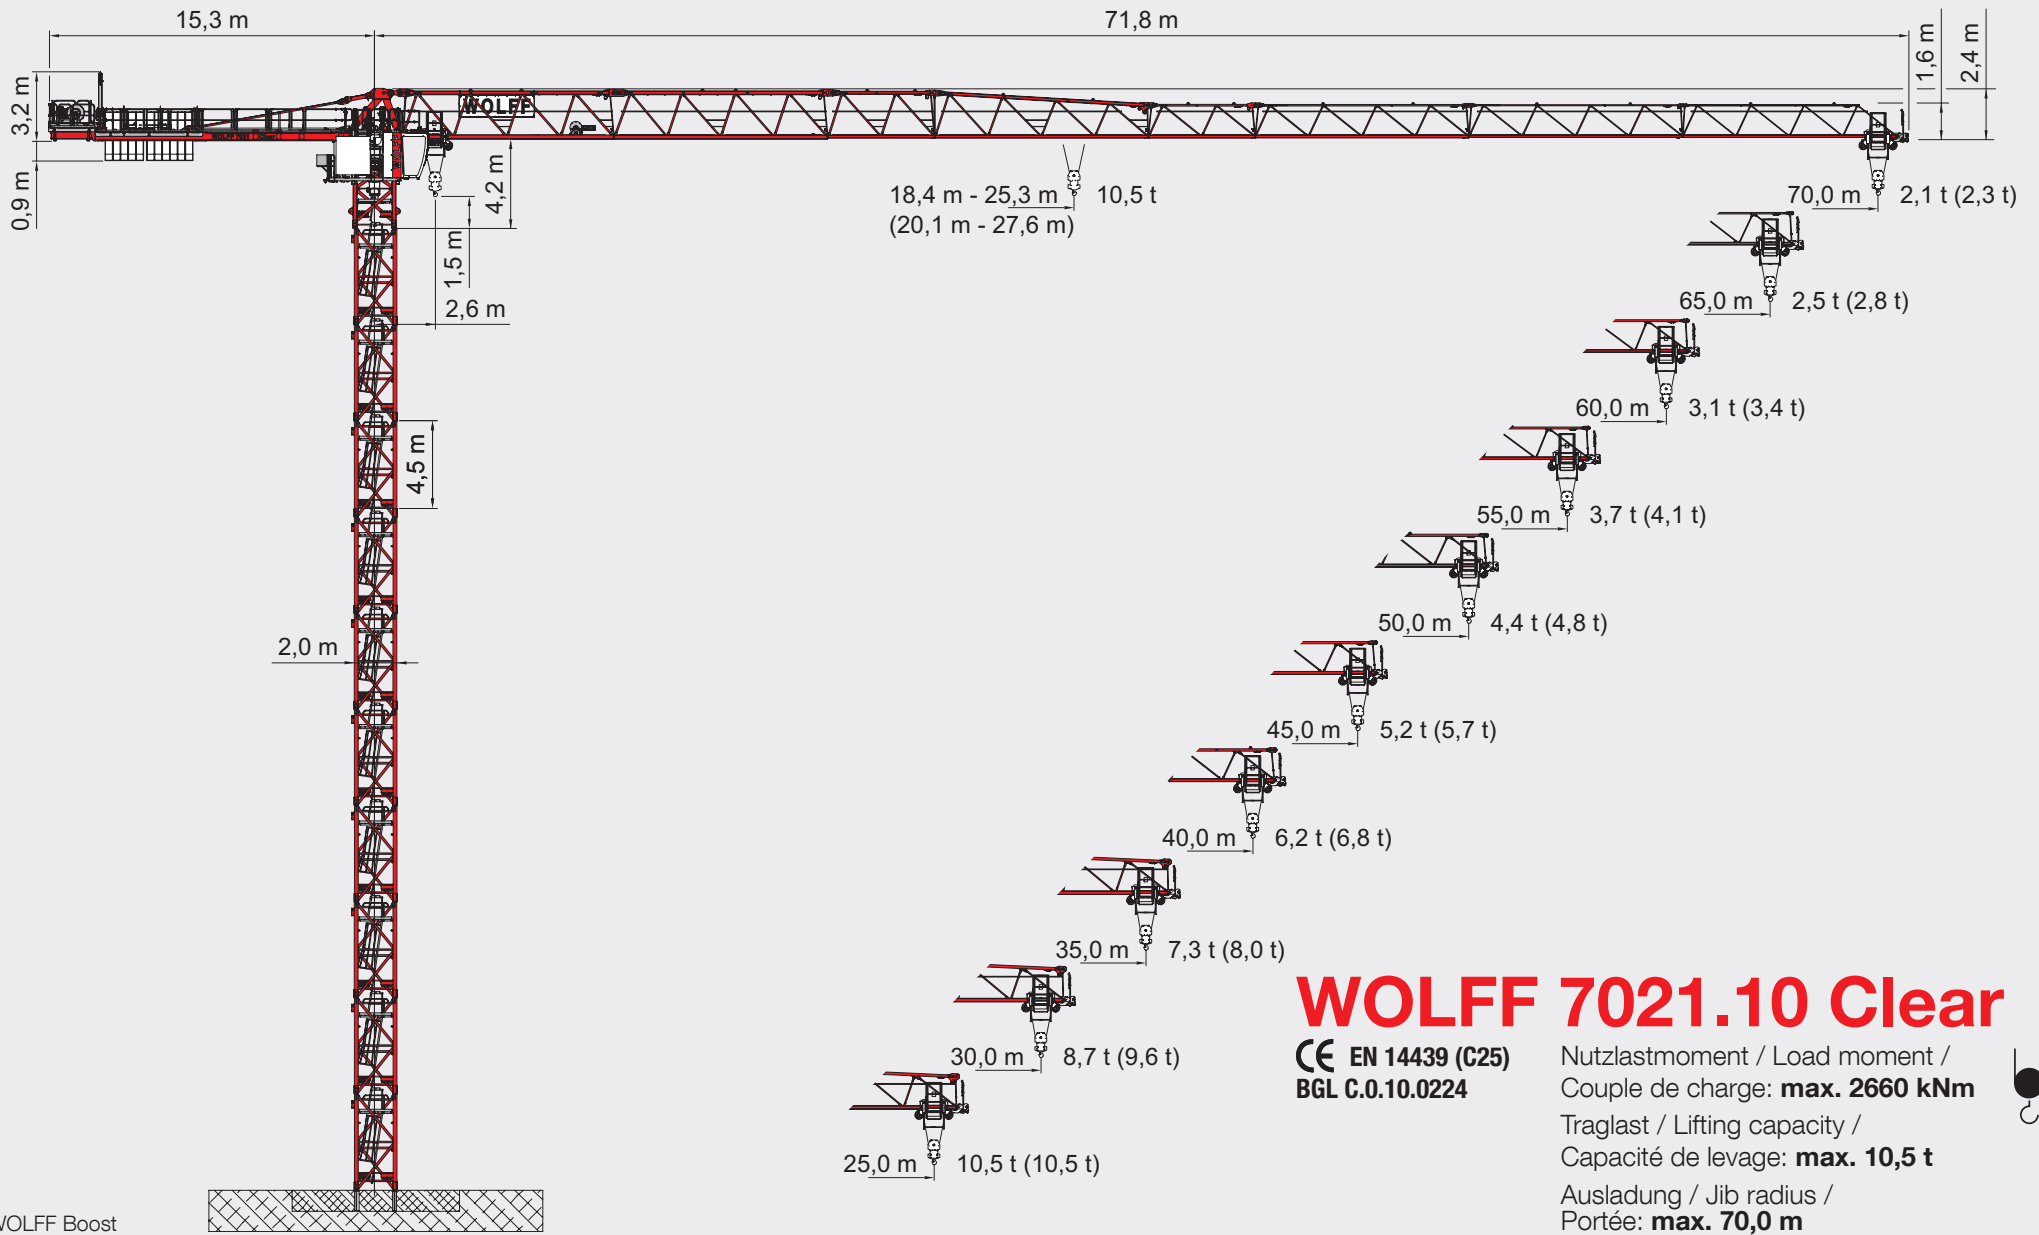 15,3 m
71,8 m
1,6 m
2,4 m
3,2 m
0,9 m
WOLFF
WOLFF
4,2 m
1,5 m
2,6 m
18,4 m - 25,3 m 10,5 t
(20,1 m - 27,6 m)
70,0 m 2,1 t (2,3 t)
65,0 m 2,5 t (2,8 t)
60,0 m 3,1 t (3,4 t)
4,5 m
55,0 m 3,7 t (4,1 t)
50,0 m 4,4 t (4,8 t)
2,0 m
45,0 m 5,2 t (5,7 t)
40,0 m 6,2 t (6,8 t)
35,0 m 7,3 t (8,0 t)
30,0 m 8,7 t (9,6 t)
25,0 m 10,5 t (10,5 t)
WOLFF 7021.10 Clear
CE EN 14439 (C25)
BGL C.0.10.0224
Nutzlastmoment / Load moment /
Couple de charge: max. 2660 kNm
Traglast / Lifting capacity /
Capacité de levage: max. 10,5 t
Ausladung / Jib radius /
Portée: max. 70,0 m
WOLFF Boost